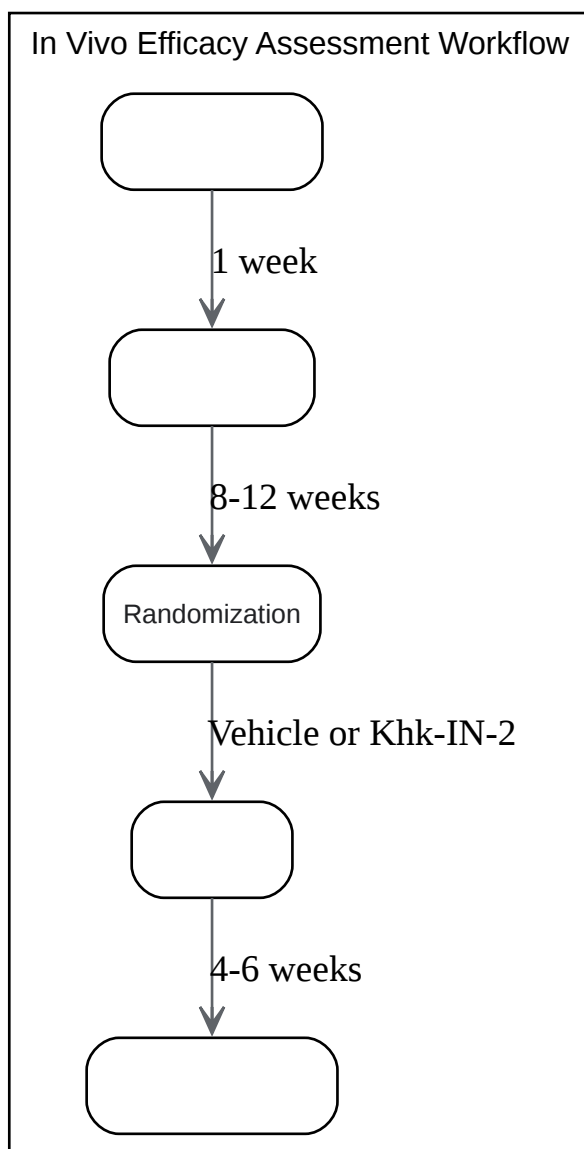 In Vivo Efficacy Assessment Workflow
1 week
8-12 weeks
Randomization
Vehicle or Khk-IN-2
4-6 weeks